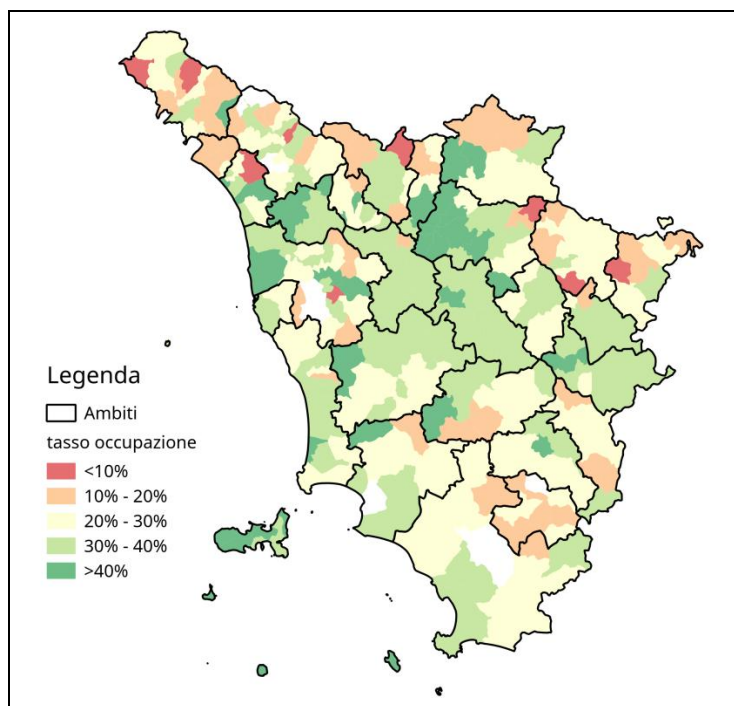 Legenda
Ambiti
tasso occupazione
<10%
10% - 20%
20% - 30%
30% - 40%
>40%